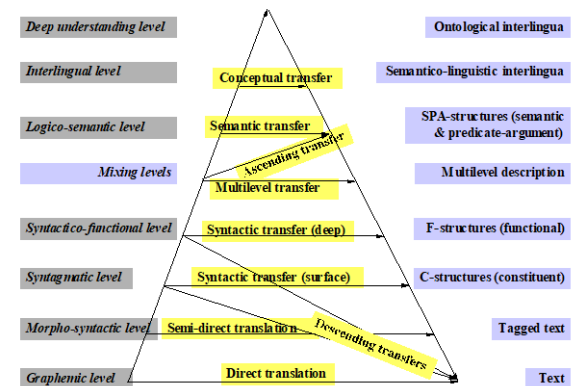 Deep understanding level
Ontological interlingua
Interlingual level
Conceptual transfer
Semantico-linguistic interlingua
Logico-semantic level
Semantic transfer
SPA-structures (semantic
& predicate-argument)
Ascending transfer
Mixing levels
Multilevel transfer
Multilevel description
Syntactico-functional level
Syntactic transfer (deep)
F-structures (functional)
Syntagmatic level
Syntactic transfer (surface)
C-structures (constituent)
Morpho-syntactic level
Semi-direct translation
Descending transfers
Tagged text
Graphemic level
Direct translation
Text